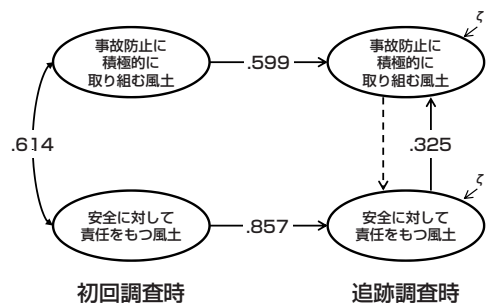 ζ
事故防止に
積極的に
取り組む風土
.599
事故防止に
積極的に
取り組む風土
.614
.325
ζ
安全に対して
責任をもつ風土
.857
安全に対して
責任をもつ風土
初回調査時
追跡調査時